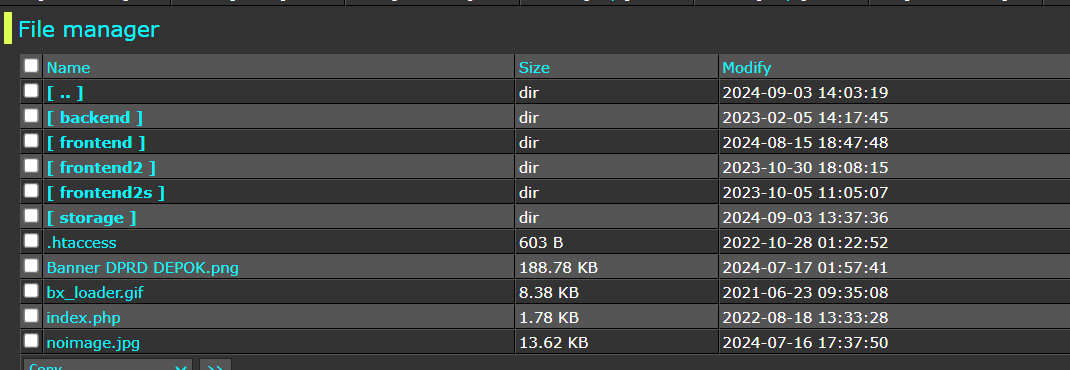 File manager
Name Size Modify
[ .. ] dir 2024-09-03 14:03:19
[ backend ] dir 2023-02-05 14:17:45
[ frontend ] dir 2024-08-15 18:47:48
[ frontend2 ] dir 2023-10-30 18:08:15
[ frontend2s ] dir 2023-10-05 11:05:07
[ storage ] dir 2024-09-03 13:37:36
.htaccess 603 B 2022-10-28 01:22:52
Banner DPRD DEPOK.png 188.78 KB 2024-07-17 01:57:41
bx_loader.gif 8.38 KB 2021-06-23 09:35:08
index.php 1.78 KB 2022-08-18 13:33:28
noimage.jpg 13.62 KB 2024-07-16 17:37:50
Copy >>